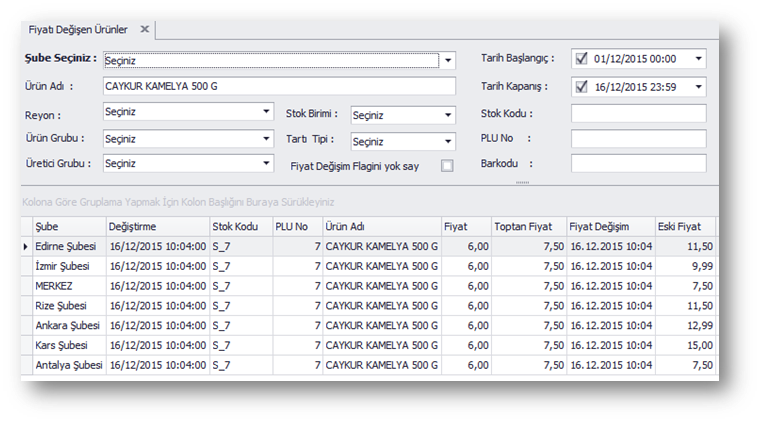 Fiyatı Değişen Ürünler
Şube Seçiniz : Seçiniz Tarih Başlangıç : 01/12/2015 00:00
Ürün Adı : CAYKUR KAMELYA 500 G Tarih Kapanış : 16/12/2015 23:59
Reyon : Seçiniz Stok Birimi : Seçiniz Stok Kodu :
Ürün Grubu : Seçiniz Tartı Tipi : Seçiniz PLU No :
Üretici Grubu : Seçiniz Fiyat Değişim Flagini yok say Barkodu :
Kolona Göre Gruplama Yapmak İçin Kolon Başlığını Buraya Sürükleyiniz
Şube Değiştirme Stok Kodu PLU No Ürün Adı Fiyat Toptan Fiyat Fiyat Değişim Eski Fiyat
Edirne Şubesi 16/12/2015 10:04:00 S_7 7 CAYKUR KAMELYA 500 G 6,00 7,50 16.12.2015 10:04 11,50
İzmir Şubesi 16/12/2015 10:04:00 S_7 7 CAYKUR KAMELYA 500 G 6,00 7,50 16.12.2015 10:04 9,99
MERKEZ 16/12/2015 10:04:00 S_7 7 CAYKUR KAMELYA 500 G 6,00 7,50 16.12.2015 10:04 7,50
Rize Şubesi 16/12/2015 10:04:00 S_7 7 CAYKUR KAMELYA 500 G 6,00 7,50 16.12.2015 10:04 11,50
Ankara Şubesi 16/12/2015 10:04:00 S_7 7 CAYKUR KAMELYA 500 G 6,00 7,50 16.12.2015 10:04 12,99
Kars Şubesi 16/12/2015 10:04:00 S_7 7 CAYKUR KAMELYA 500 G 6,00 7,50 16.12.2015 10:04 15,00
Antalya Şubesi 16/12/2015 10:04:00 S_7 7 CAYKUR KAMELYA 500 G 6,00 7,50 16.12.2015 10:04 7,50